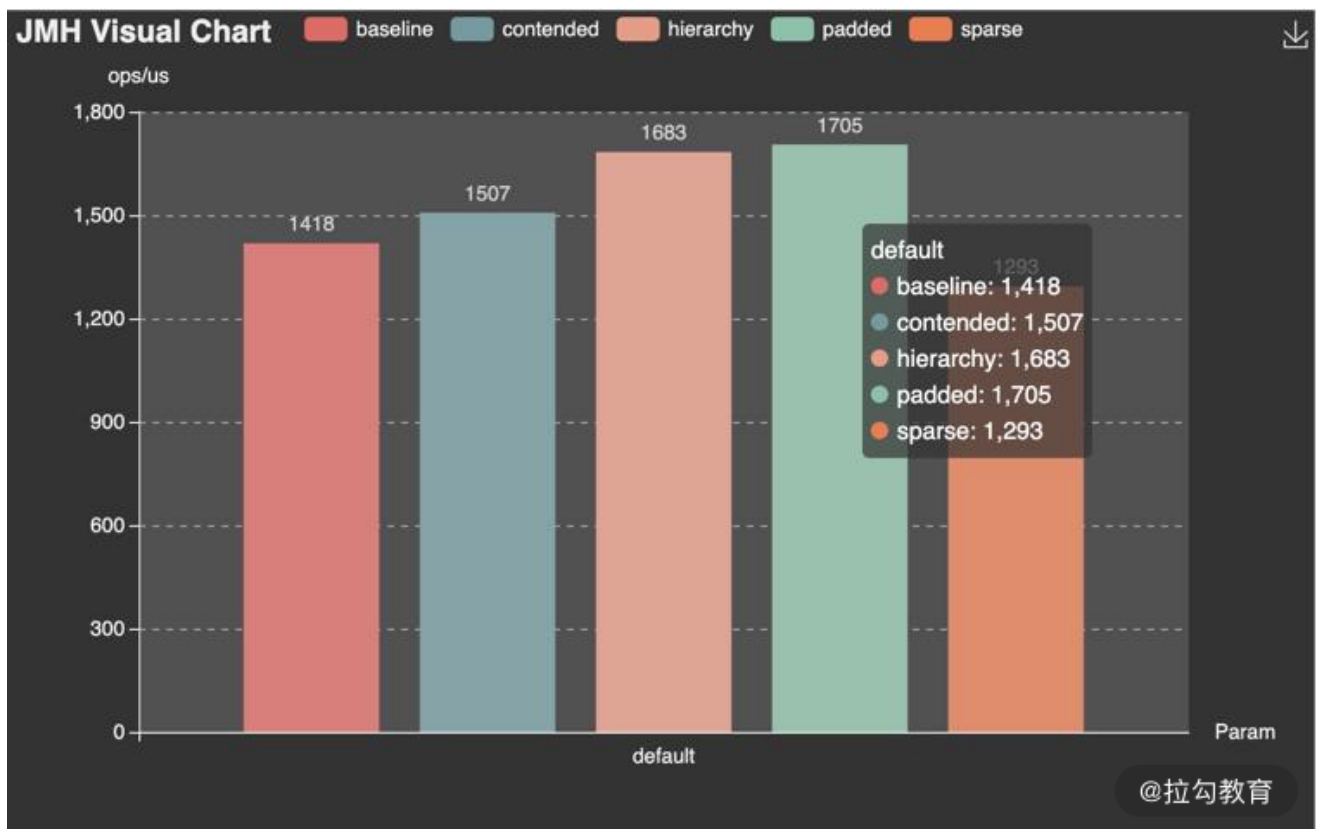 JMH Visual Chart
baseline
contended
hierarchy
padded
sparse
ops/us
1,800
1,500
1,200
900
600
300
0
1418
1507
1683
1705
1293
default
baseline: 1,418
contended: 1,507
hierarchy: 1,683
padded: 1,705
sparse: 1,293
default
Param
@拉勾教育